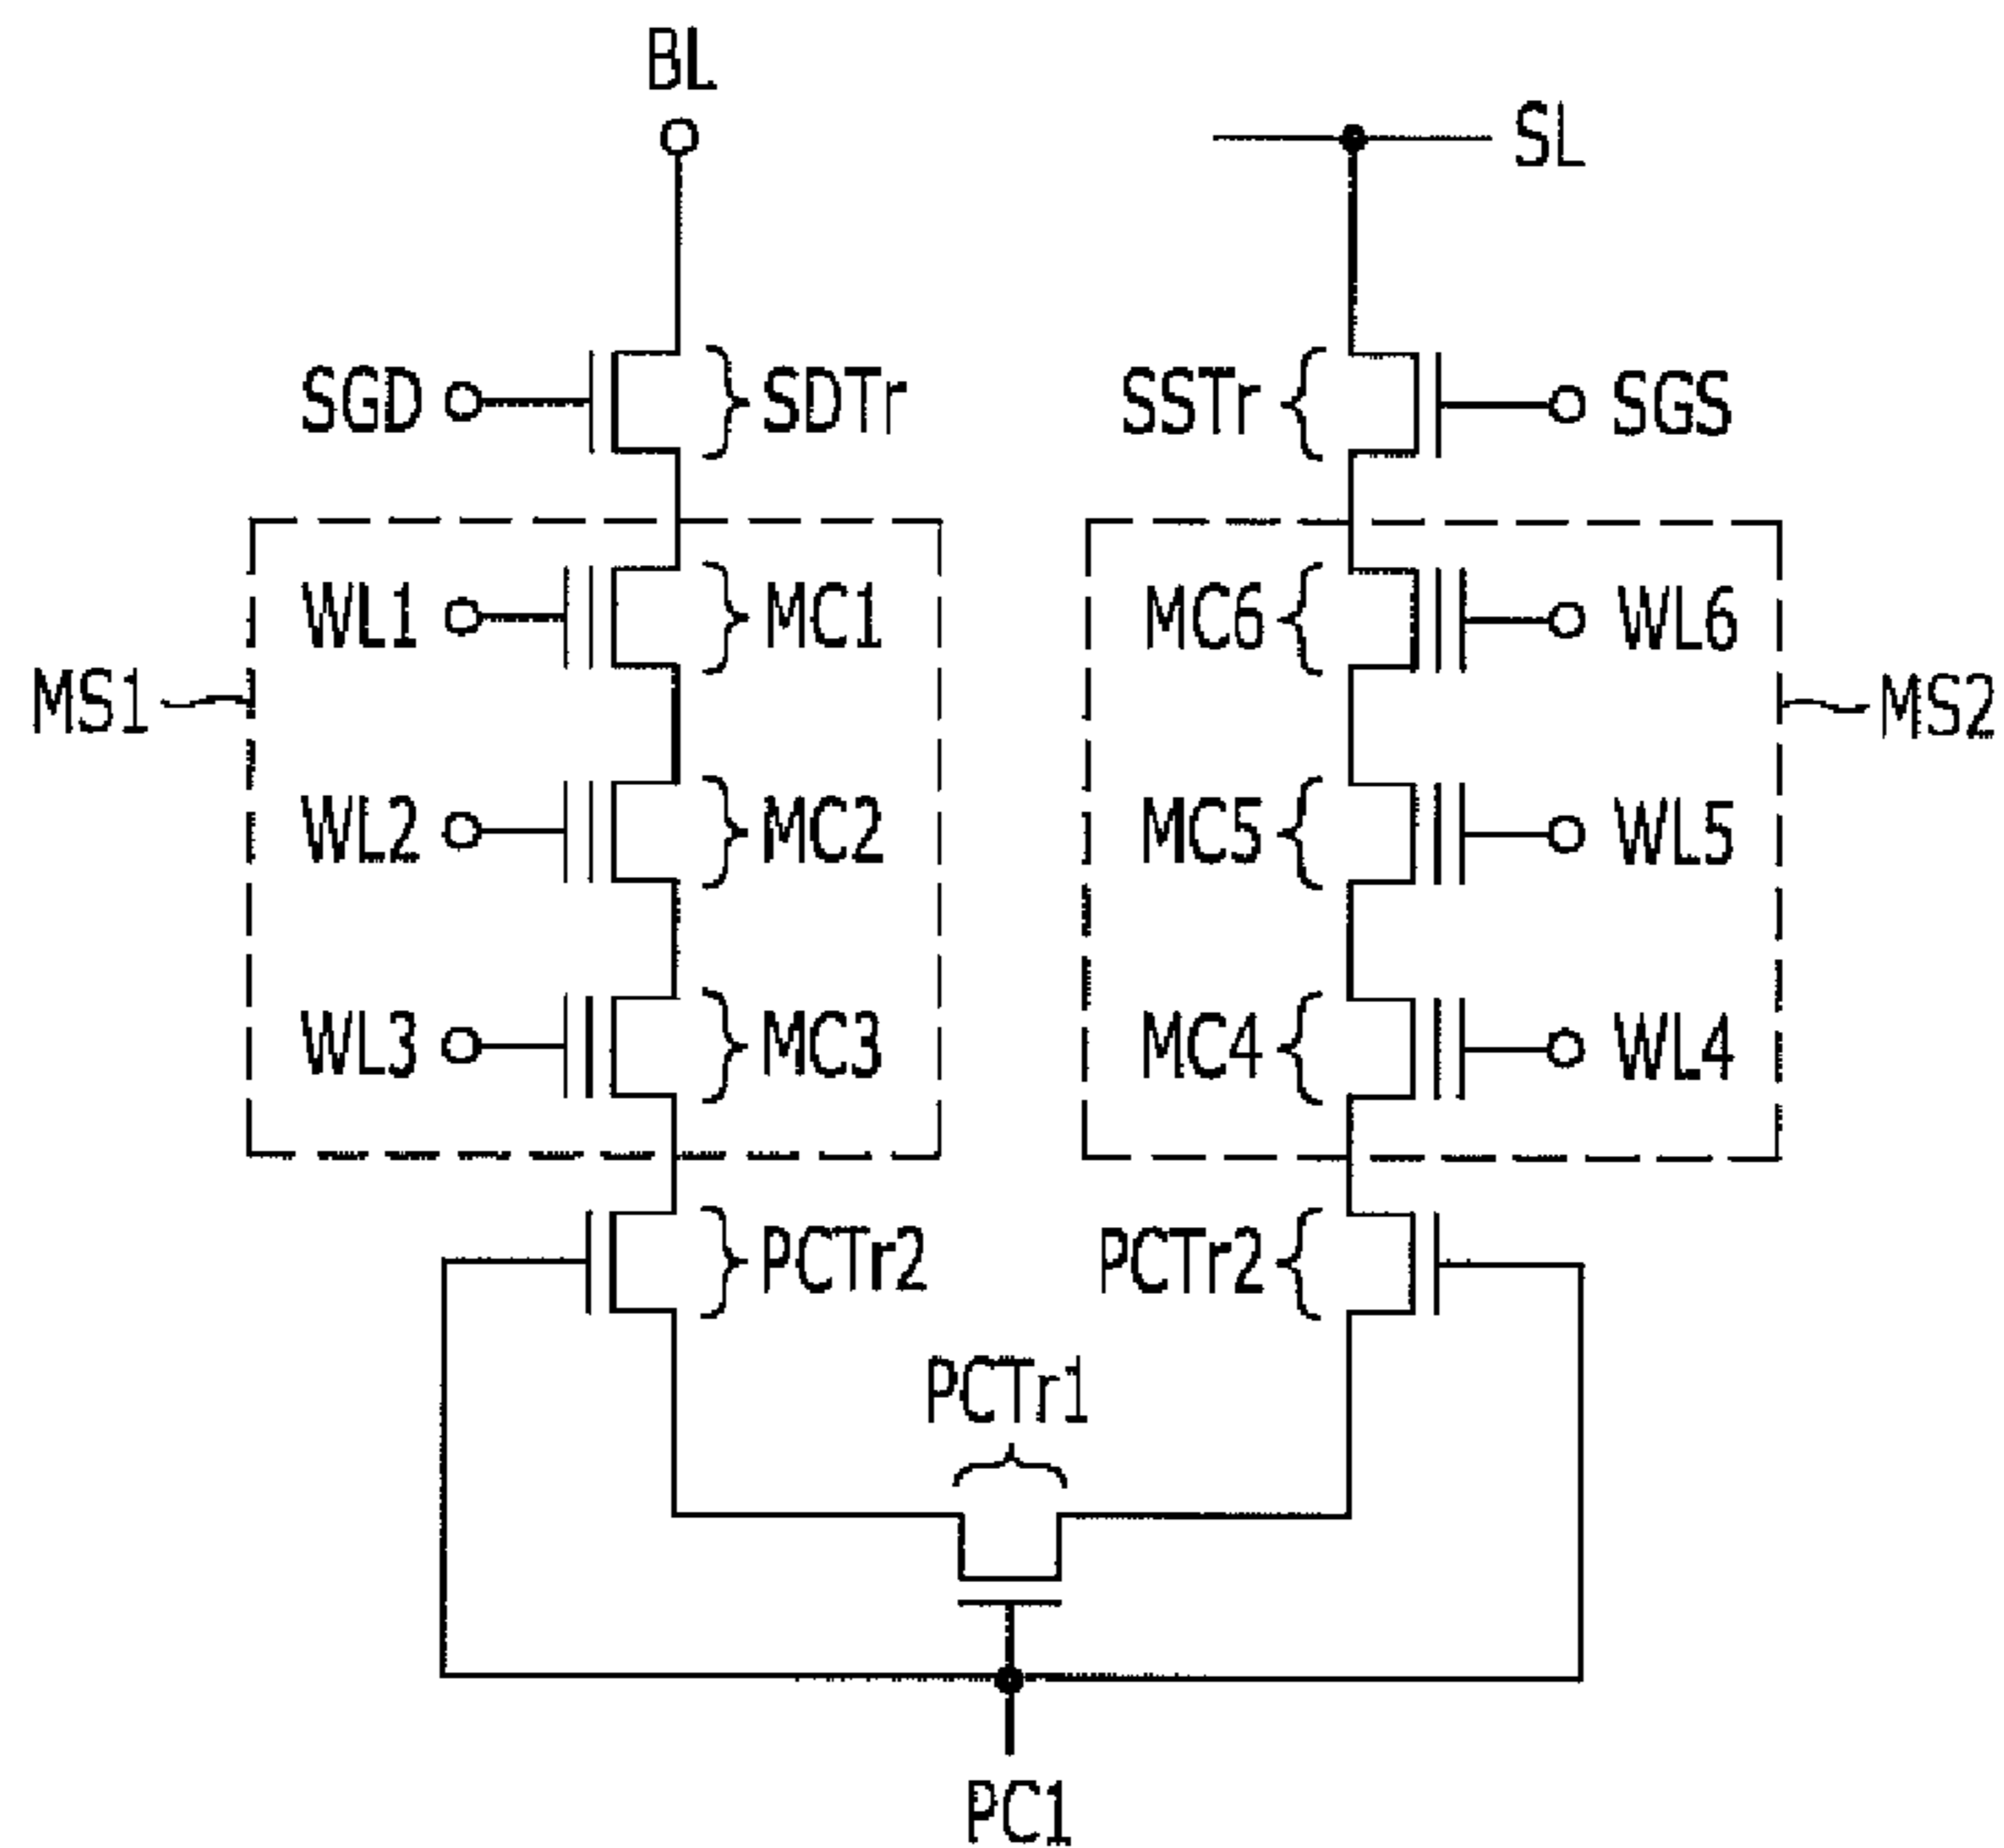 BL
SL
SGD SDTr SSTr SGS
WL1 MC1 MC6 WL6
MS1 MS2
WL2 MC2 MC5 WL5
WL3 MC3 MC4 WL4
PCTr2 PCTr2
PCTr1
PC1